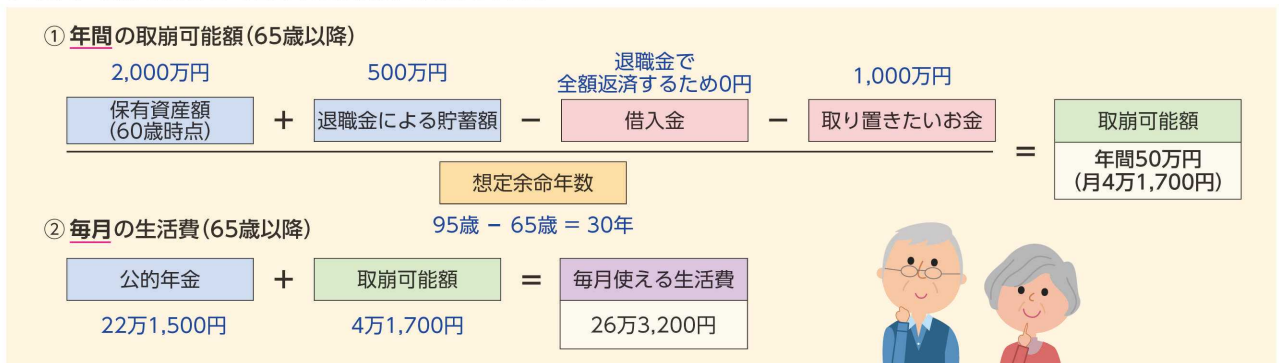 ① 年間の取崩可能額(65歳以降)
2,000万円
500万円
退職金で
全額返済するため0円
1,000万円
保有資産額
(60歳時点)
+
退職金による貯蓄額
−
借入金
−
取り置きたいお金
=
取崩可能額
年間50万円
(月4万1,700円)
想定余命年数
95歳 − 65歳 = 30年
② 毎月の生活費(65歳以降)
公的年金 + 取崩可能額 = 毎月使える生活費
22万1,500円
4万1,700円
26万3,200円